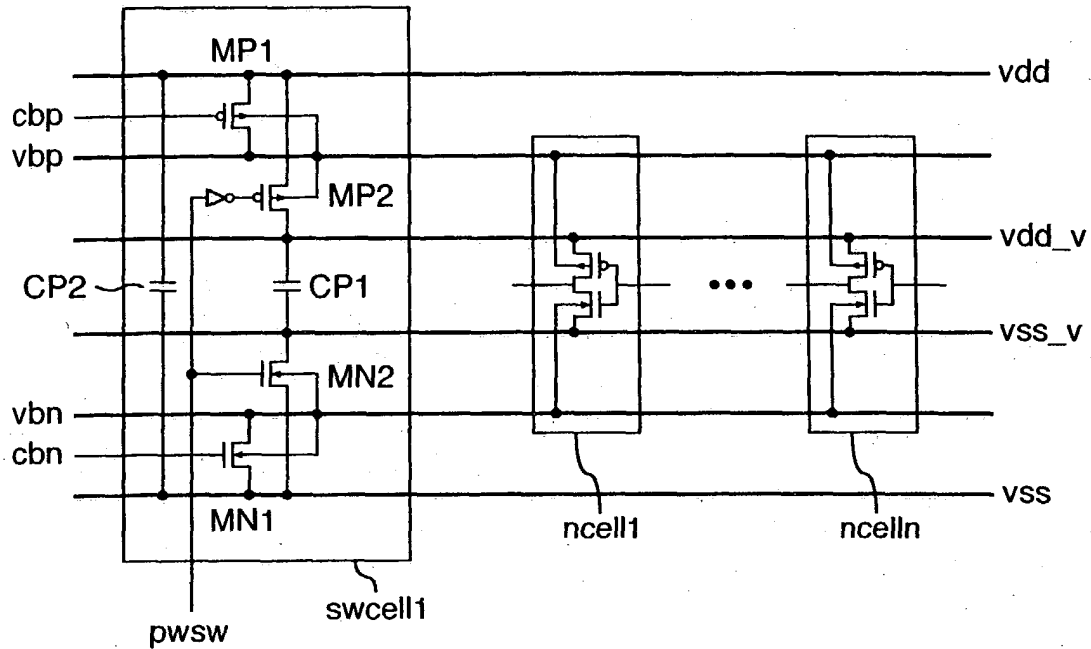 MP1
vdd
cbp
vbp
MP2
vdd_v
CP2
CP1
vss_v
MN2
vbn
cbn
vss
MN1
ncell1
ncelln
swcell1
pwsw